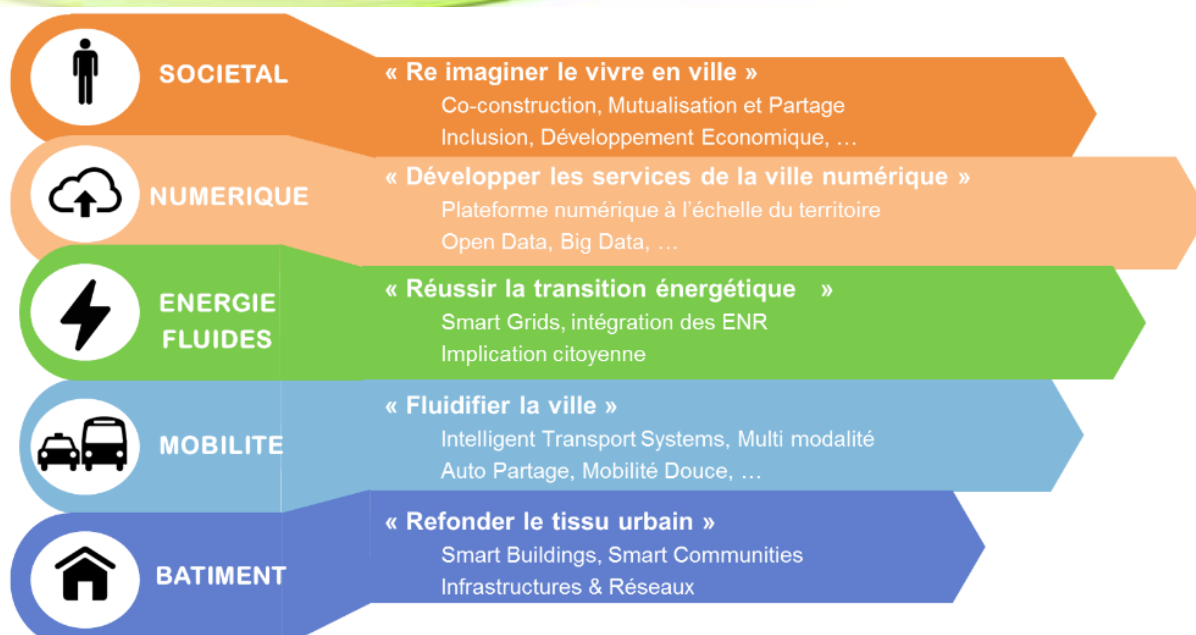 SOCIETAL
« Re imaginer le vivre en ville »
Co-construction, Mutualisation et Partage
Inclusion, Développement Economique, …
NUMERIQUE
« Développer les services de la ville numérique »
Plateforme numérique à l’échelle du territoire
Open Data, Big Data, …
ENERGIE
FLUIDES
« Réussir la transition énergétique »
Smart Grids, intégration des ENR
Implication citoyenne
MOBILITE
« Fluidifier la ville »
Intelligent Transport Systems, Multi modalité
Auto Partage, Mobilité Douce, …
BATIMENT
« Refonder le tissu urbain »
Smart Buildings, Smart Communities
Infrastructures & Réseaux